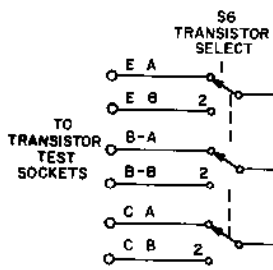 S6
TRANSISTOR
SELECT
E A
E B 2
TO
TRANSISTOR
TEST
SOCKETS
B-A
B-B 2
C A
C B 2